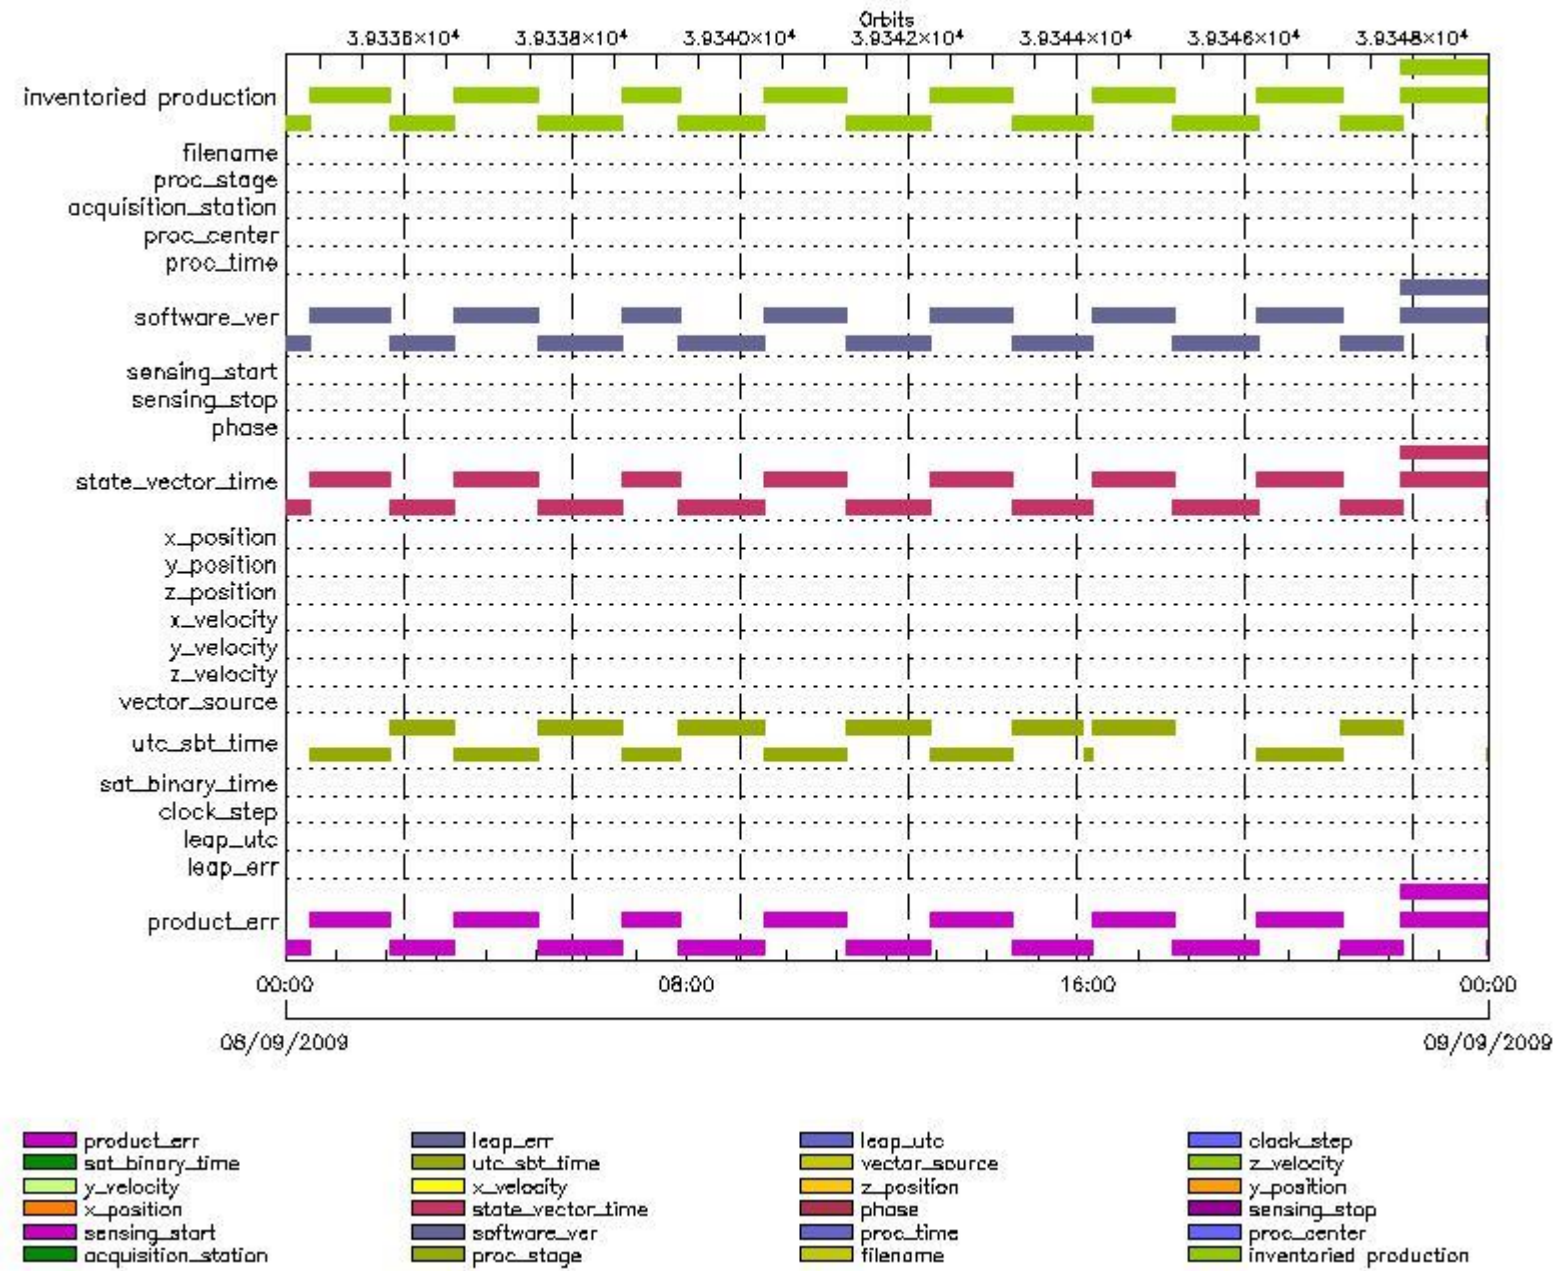 Orbits
3.9336×10⁴ 3.9338×10⁴ 3.9340×10⁴ 3.9342×10⁴ 3.9344×10⁴ 3.9346×10⁴ 3.9348×10⁴
inventoried production
filename
proc_stage
acquisition_station
proc_center
proc_time
software_ver
sensing_start
sensing_stop
phase
state_vector_time
x_position
y_position
z_position
x_velocity
y_velocity
z_velocity
vector_source
utc_sbt_time
sat_binary_time
clock_step
leap_utc
leap_err
product_err
00:00 08:00 16:00 00:00
08/09/2009 09/09/2009
product_err leap_err leap_utc clock_step
sat_binary_time utc_sbt_time vector_source z_velocity
y_velocity x_velocity z_position y_position
x_position state_vector_time phase sensing_stop
sensing_start software_ver proc_time proc_center
acquisition_station proc_stage filename inventoried production